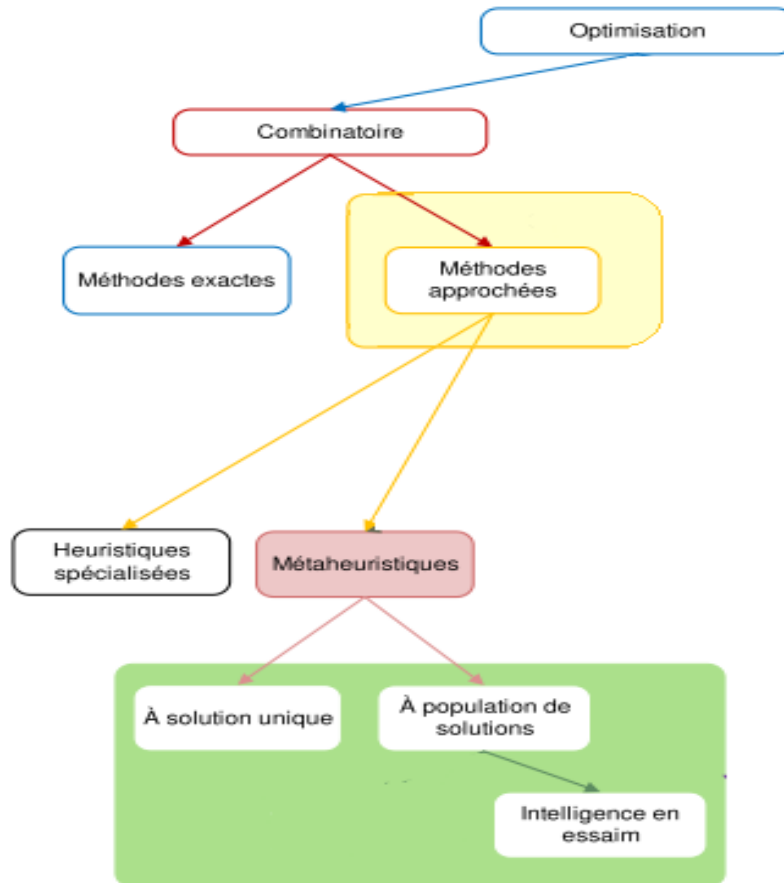 Optimisation
Combinatoire
Méthodes exactes
Méthodes
approchées
Heuristiques
spécialisées
Métaheuristiques
À solution unique
À population de
solutions
Intelligence en
essaim